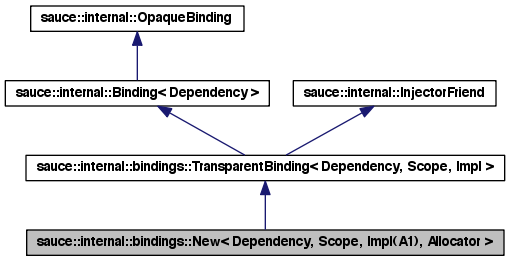 sauce::internal::OpaqueBinding
sauce::internal::Binding< Dependency >
sauce::internal::InjectorFriend
sauce::internal::bindings::TransparentBinding< Dependency, Scope, Impl >
sauce::internal::bindings::New< Dependency, Scope, Impl(A1), Allocator >